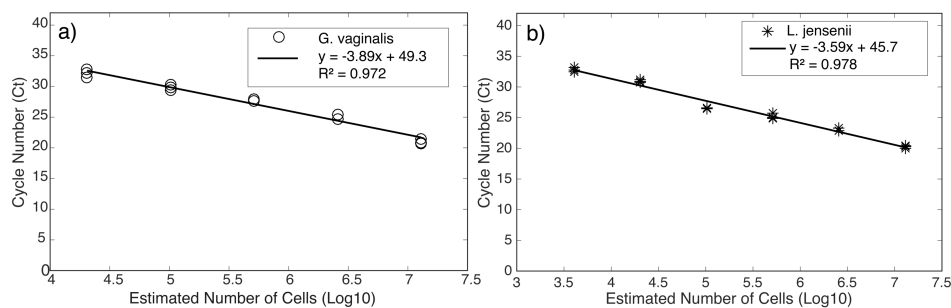 a)
G. vaginalis
y = -3.89x + 49.3
R² = 0.972
Cycle Number (Ct)
40
35
30
25
20
15
10
5
0
4 4.5 5 5.5 6 6.5 7 7.5
Estimated Number of Cells (Log10)
b)
L. jensenii
y = -3.59x + 45.7
R² = 0.978
Cycle Number (Ct)
40
35
30
25
20
15
10
5
0
3 3.5 4 4.5 5 5.5 6 6.5 7 7.5
Estimated Number of Cells (Log10)